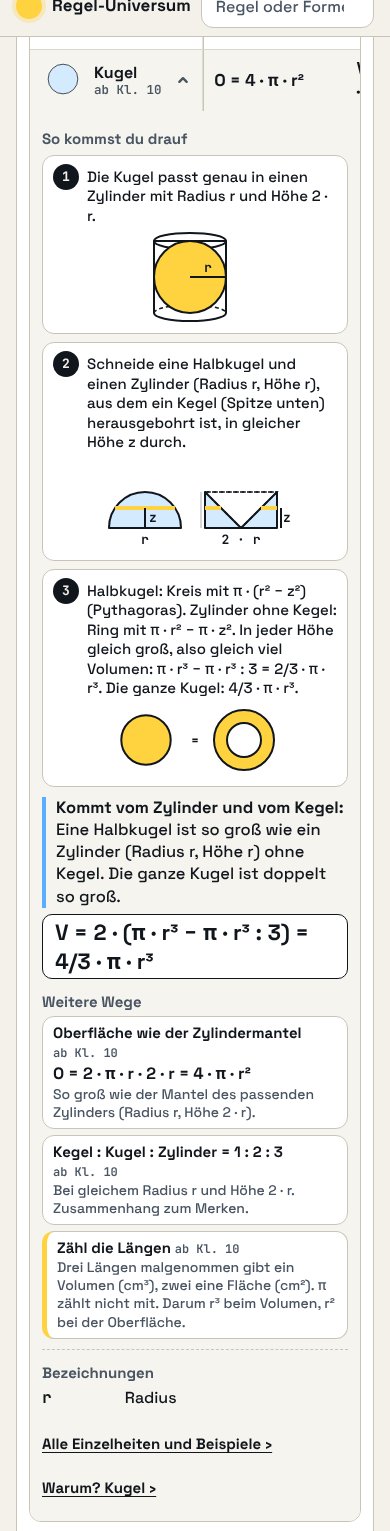 Regel-Universum
Regel oder Forme
Kugel
ab Kl. 10
O = 4 · π · r²
So kommst du drauf
1
Die Kugel passt genau in einen
Zylinder mit Radius r und Höhe 2 ·
r.
r
2
Schneide eine Halbkugel und
einen Zylinder (Radius r, Höhe r),
aus dem ein Kegel (Spitze unten)
herausgebohrt ist, in gleicher
Höhe z durch.
z
z
r
2 · r
3
Halbkugel: Kreis mit π · (r² − z²)
(Pythagoras). Zylinder ohne Kegel:
Ring mit π · r² − π · z². In jeder Höhe
gleich groß, also gleich viel
Volumen: π · r³ − π · r³ : 3 = 2/3 · π ·
r³. Die ganze Kugel: 4/3 · π · r³.
=
Kommt vom Zylinder und vom Kegel:
Eine Halbkugel ist so groß wie ein
Zylinder (Radius r, Höhe r) ohne
Kegel. Die ganze Kugel ist doppelt
so groß.
V = 2 · (π · r³ − π · r³ : 3) =
4/3 · π · r³
Weitere Wege
Oberfläche wie der Zylindermantel
ab Kl. 10
O = 2 · π · r · 2 · r = 4 · π · r²
So groß wie der Mantel des passenden
Zylinders (Radius r, Höhe 2 · r).
Kegel : Kugel : Zylinder = 1 : 2 : 3
ab Kl. 10
Bei gleichem Radius r und Höhe 2 · r.
Zusammenhang zum Merken.
Zähl die Längen ab Kl. 10
Drei Längen malgenommen gibt ein
Volumen (cm³), zwei eine Fläche (cm²). π
zählt nicht mit. Darum r³ beim Volumen, r²
bei der Oberfläche.
Bezeichnungen
r Radius
Alle Einzelheiten und Beispiele >
Warum? Kugel >